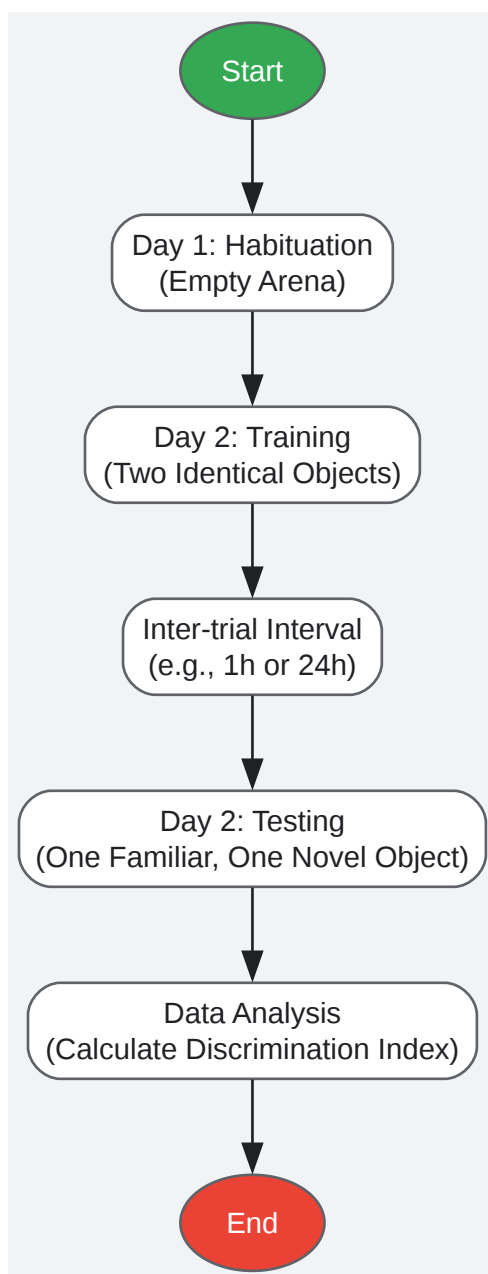 Start
Day 1: Habituation
(Empty Arena)
Day 2: Training
(Two Identical Objects)
Inter-trial Interval
(e.g., 1h or 24h)
Day 2: Testing
(One Familiar, One Novel Object)
Data Analysis
(Calculate Discrimination Index)
End